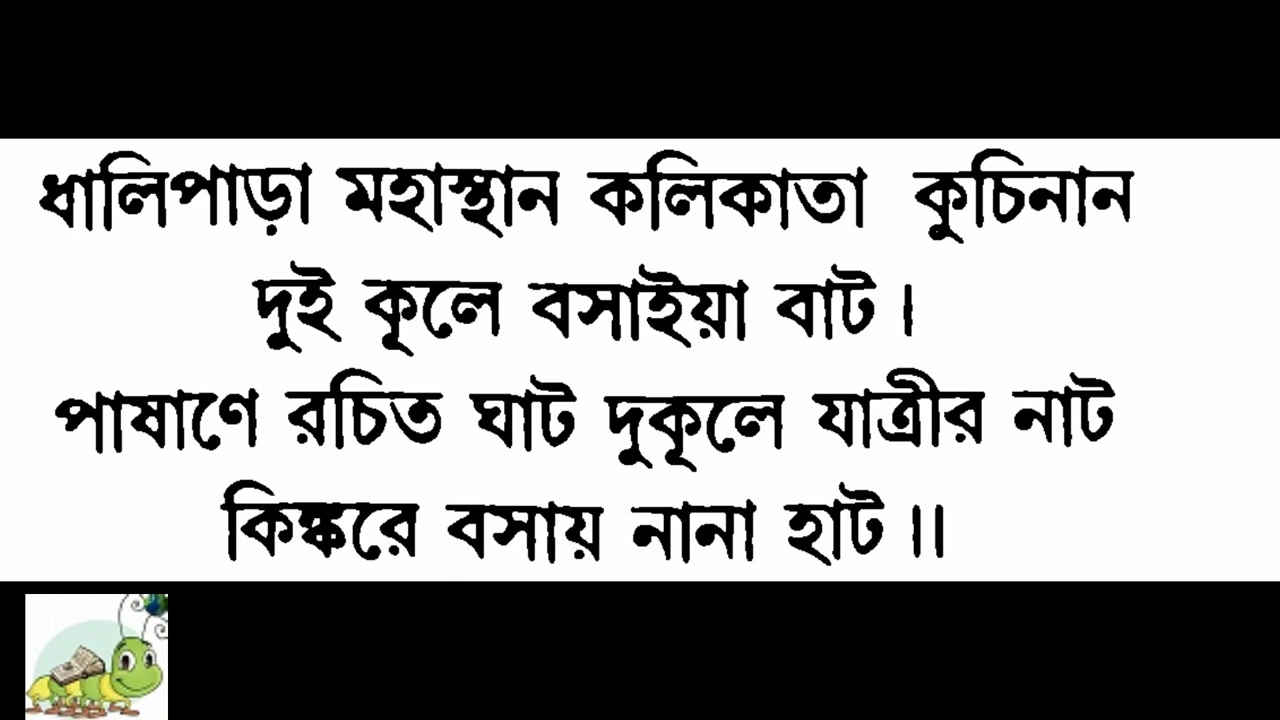 ধালিপাড়া মহাস্থান কলিকাতা কুচিনান
দুই কূলে বসাইয়া বাট।
পাষাণে রচিত ঘাট দুকূলে যাত্রীর নাট
কিঙ্করে বসায় নানা হাট।।